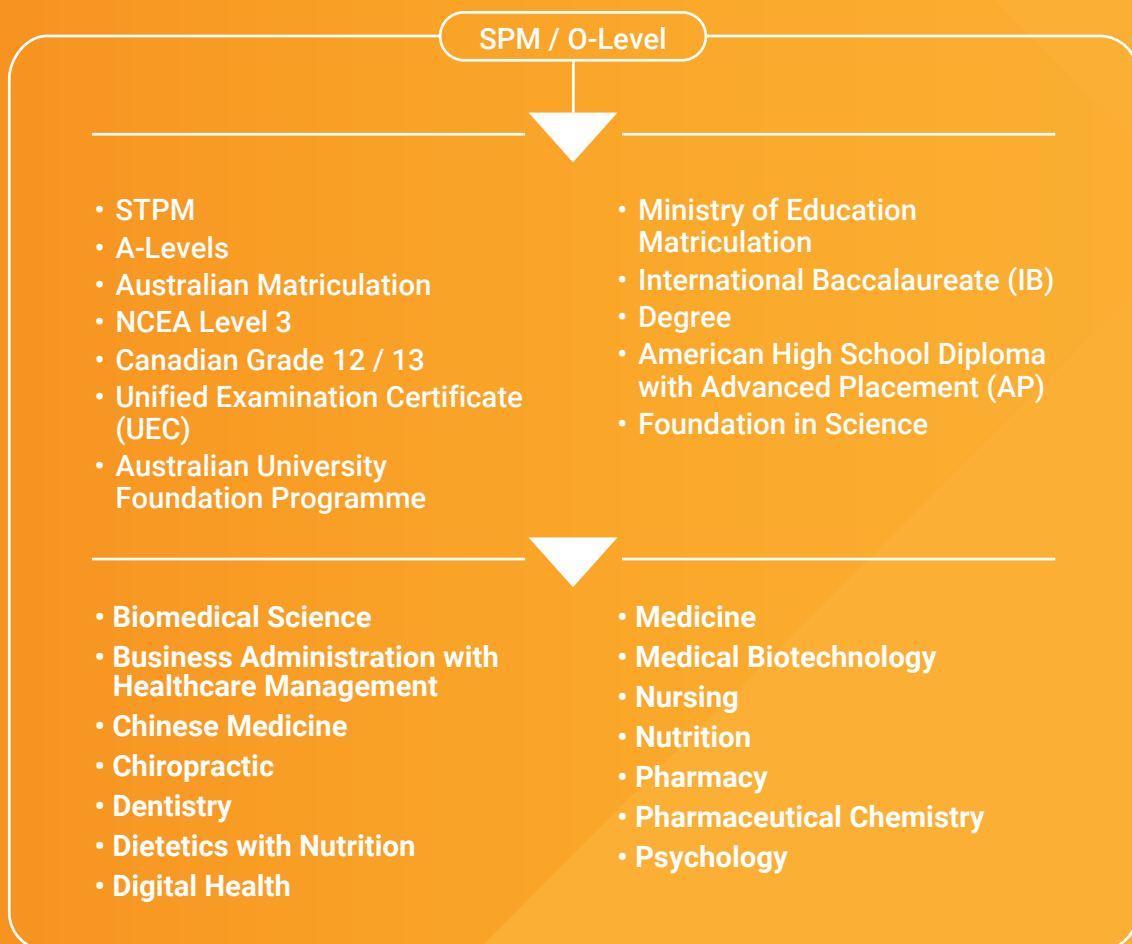 SPM / O-Level
• STPM
• A-Levels
• Australian Matriculation
• NCEA Level 3
• Canadian Grade 12 / 13
• Unified Examination Certificate
(UEC)
• Australian University
Foundation Programme
• Ministry of Education
Matriculation
• International Baccalaureate (IB)
• Degree
• American High School Diploma
with Advanced Placement (AP)
• Foundation in Science
• Biomedical Science
• Business Administration with
Healthcare Management
• Chinese Medicine
• Chiropractic
• Dentistry
• Dietetics with Nutrition
• Digital Health
• Medicine
• Medical Biotechnology
• Nursing
• Nutrition
• Pharmacy
• Pharmaceutical Chemistry
• Psychology